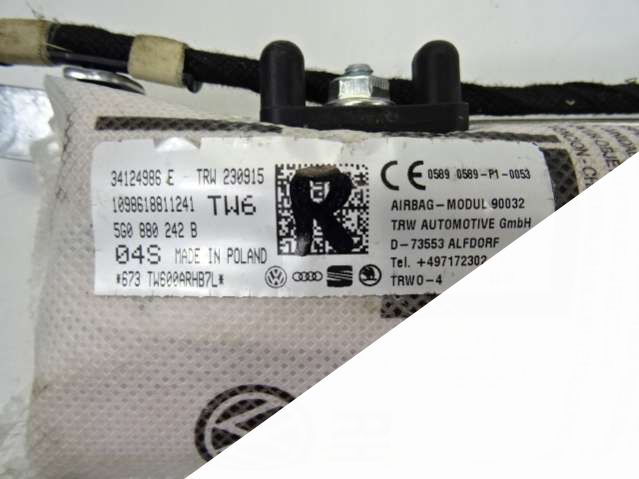 34124986 E - TRW 230915
1098618811241 TW6
5G0 880 242 B
04S MADE IN POLAND
*673 TW600ARHB7L*
R
CE 0589 0589-P1-0053
AIRBAG-MODUL 90032
TRW AUTOMOTIVE GmbH
D-73553 ALFDORF
Tel. +497172302
TRWO-4